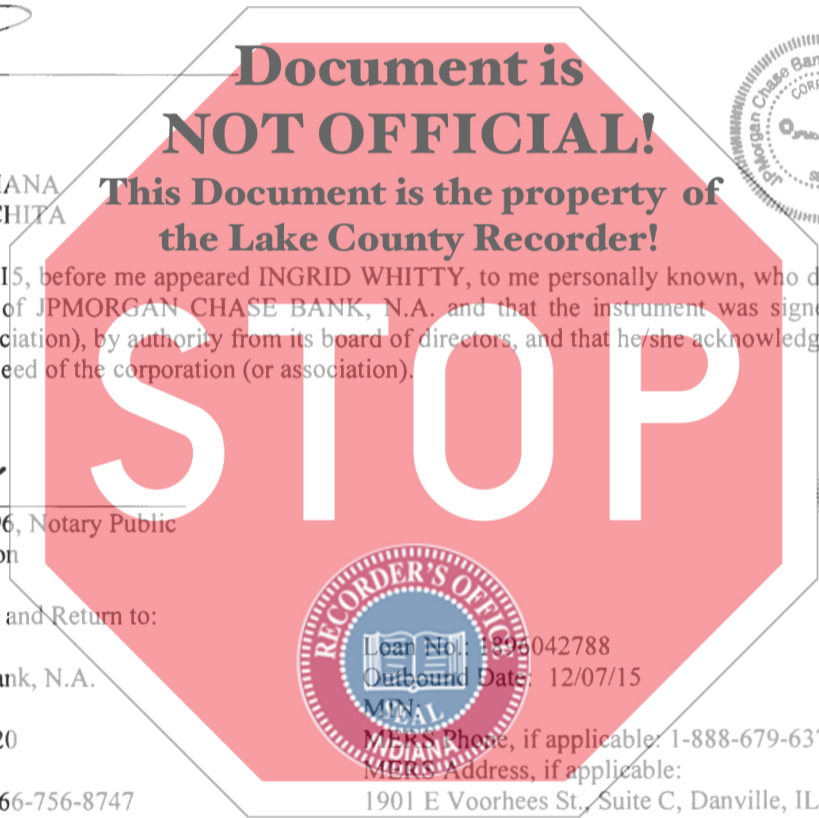 Document is
NOT OFFICIAL!
This Document is the property of
the Lake County Recorder!
IANA
CHITA
JPMorgan Chase Ban
CORP
15, before me appeared INGRID WHITTY, to me personally known, who d
of JPMORGAN CHASE BANK, N.A. and that the instrument was signe
ciation), by authority from its board of directors, and that he/she acknowledg
eed of the corporation (or association).
STOP
6, Notary Public
on
and Return to:
ank, N.A.
20
66-756-8747
RECORDER'S OFFICE
SEAL
INDIANA
Loan No.: 1896042788
Outbound Date: 12/07/15
MIN:
MERS Phone, if applicable: 1-888-679-637
MERS Address, if applicable:
1901 E Voorhees St., Suite C, Danville, IL